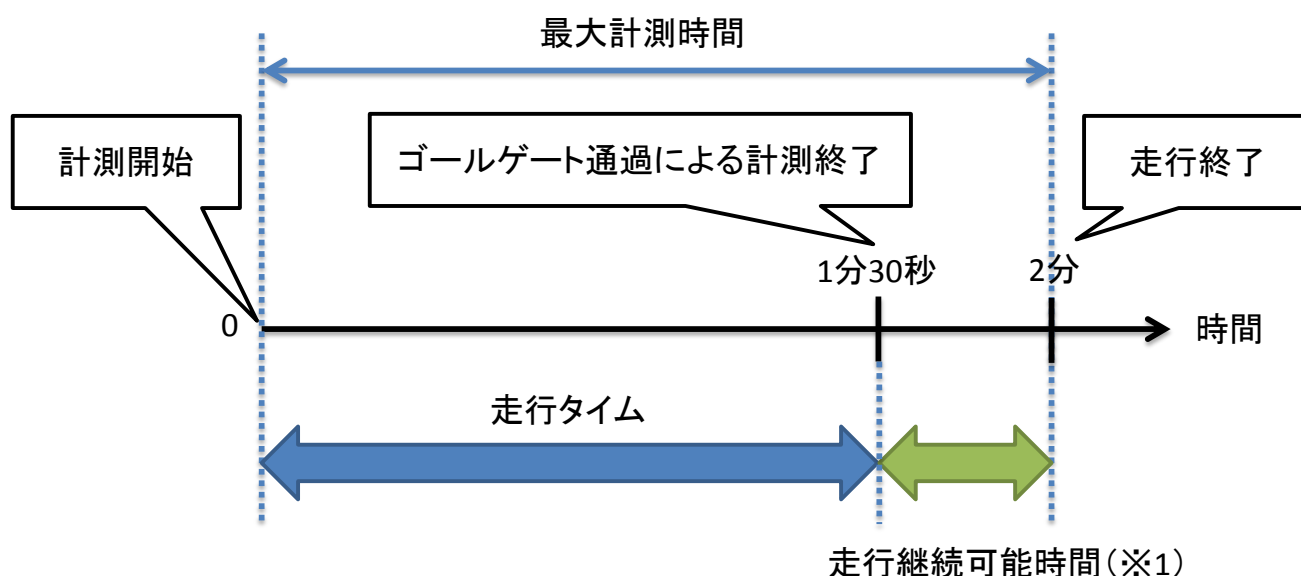 最大計測時間
計測開始
ゴールゲート通過による計測終了
走行終了
1分30秒
2分
0
時間
走行タイム
走行継続可能時間(※1)